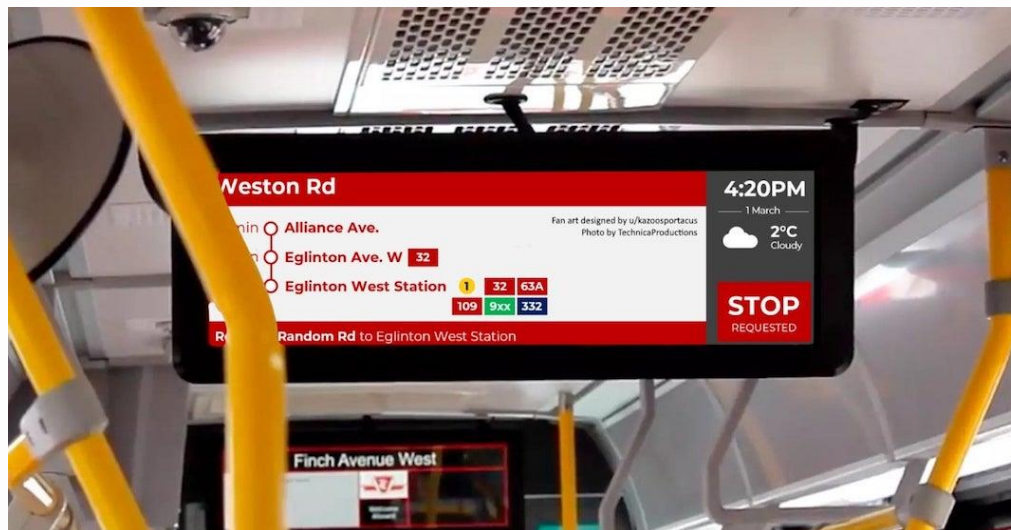 Weston Rd
Alliance Ave.
Eglinton Ave. W 32
Eglinton West Station 1 32 63A
109 9xx 332
Fan art designed by u/kazoosportacus
Photo by TechnicaProductions
Random Rd to Eglinton West Station
4:20PM
1 March
2°C
Cloudy
STOP
REQUESTED
Finch Avenue West
Welcome
Aboard